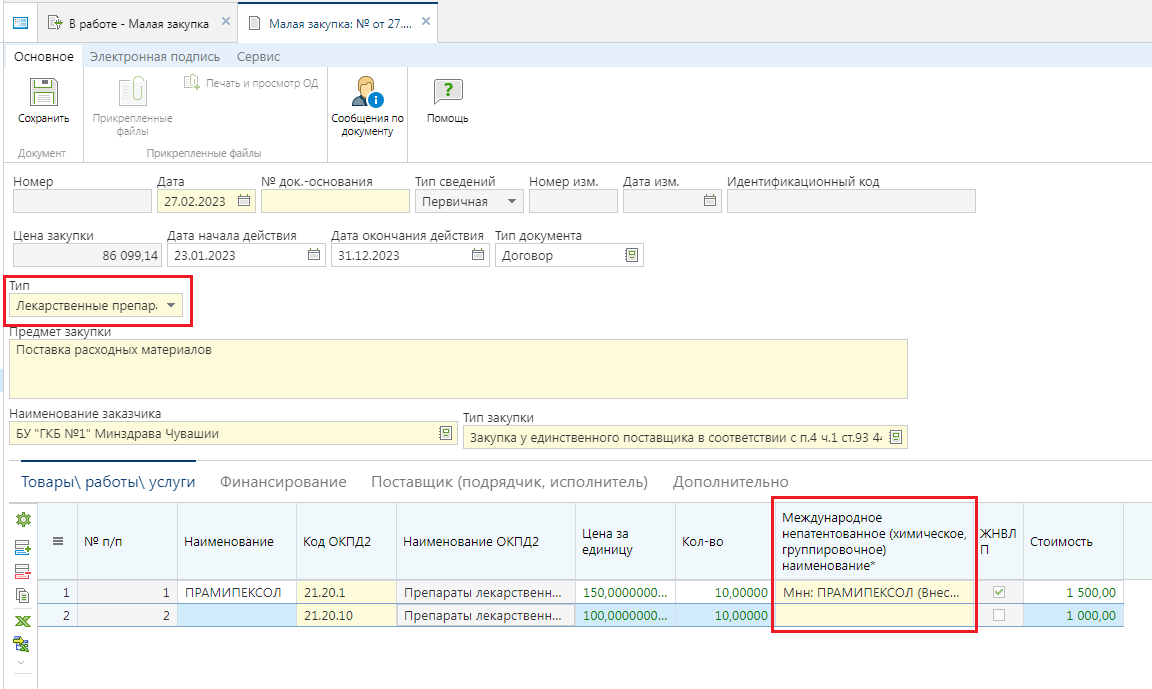 В работе - Малая закупка
Малая закупка: № от 27....
Основное Электронная подпись Сервис
Сохранить
Документ
Прикрепленные
файлы
Печать и просмотр ОД
Прикрепленные файлы
Сообщения по
документу
Помощь
Номер Дата № док.-основания Тип сведений Номер изм. Дата изм. Идентификационный код
27.02.2023 Первичная
Цена закупки Дата начала действия Дата окончания действия Тип документа
86 099,14 23.01.2023 31.12.2023 Договор
Тип
Лекарственные препара
Предмет закупки
Поставка расходных материалов
Наименование заказчика Тип закупки
БУ "ГКБ №1" Минздрава Чувашии Закупка у единственного поставщика в соответствии с п.4 ч.1 ст.93 44
Товары\ работы\ услуги Финансирование Поставщик (подрядчик, исполнитель) Дополнительно
№ п/п Наименование Код ОКПД2 Наименование ОКПД2
Цена за
единицу
Кол-во
Международное
непатентованное (химическое,
группировочное)
наименование*
ЖНВЛ
П
Стоимость
1 1 ПРАМИПЕКСОЛ 21.20.1 Препараты лекарственн... 150,0000000... 10,00000 Мнн: ПРАМИПЕКСОЛ (Внес... 1 500,00
2 2 21.20.10 Препараты лекарственн... 100,0000000... 10,00000 1 000,00